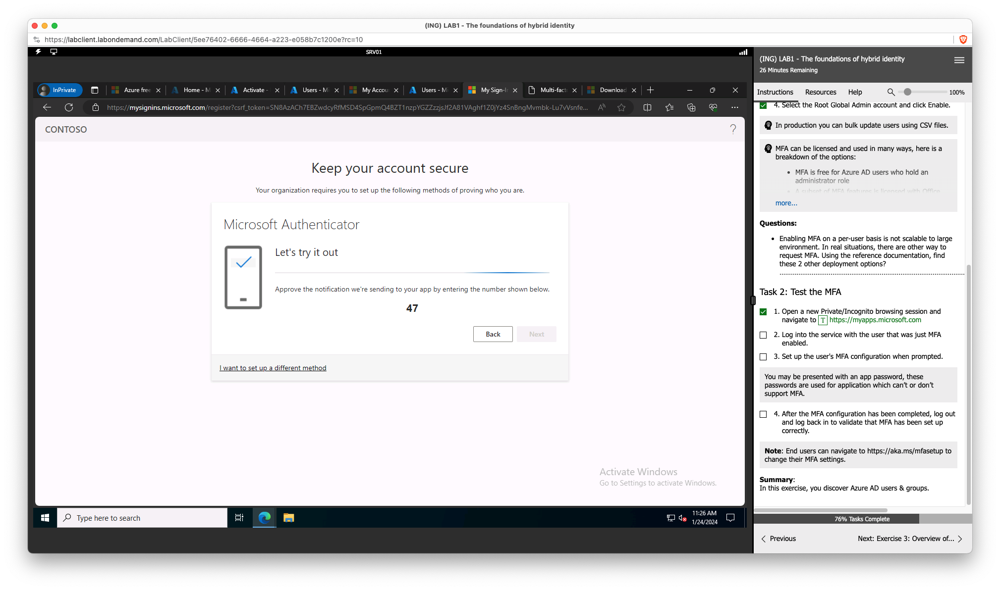 (ING) LAB1 - The foundations of hybrid identity
https://labclient.labondemand.com/LabClient/5ee76402-6666-4664-a223-e058b7c1200e?rc=10
SRV01
InPrivate
Azure free
Home - M
Activate -
Users - Mi
My Accou
Users - Mi
My Sign-In
Multi-facto
Download
https://mysignins.microsoft.com/register?csrf_token=SN8AzACh7EBZwdcyRfMSD4SpGpmQ4BZT1nzpYGZZzzjsJf2A81VAghf1Z0jYz4SnBngMvmbk-Lu7vVsnfe...
CONTOSO
?
Keep your account secure
Your organization requires you to set up the following methods of proving who you are.
Microsoft Authenticator
Let's try it out
Approve the notification we're sending to your app by entering the number shown below.
47
Back
Next
I want to set up a different method
Activate Windows
Go to Settings to activate Windows.
Type here to search
11:26 AM
1/24/2024
(ING) LAB1 - The foundations of hybrid identity
26 Minutes Remaining
Instructions
Resources
Help
100%
4. Select the Root Global Admin account and click Enable.
In production you can bulk update users using CSV files.
MFA can be licensed and used in many ways, here is a
breakdown of the options:
• MFA is free for Azure AD users who hold an
administrator role
• A subset of MFA features is licensed with Office
more...
Questions:
• Enabling MFA on a per-user basis is not scalable to large
environment. In real situations, there are other way to
request MFA. Using the reference documentation, find
these 2 other deployment options?
Task 2: Test the MFA
1. Open a new Private/Incognito browsing session and
navigate to T https://myapps.microsoft.com
2. Log into the service with the user that was just MFA
enabled.
3. Set up the user's MFA configuration when prompted.
You may be presented with an app password, these
passwords are used for application which can’t or don’t
support MFA.
4. After the MFA configuration has been completed, log out
and log back in to validate that MFA has been set up
correctly.
Note: End users can navigate to https://aka.ms/mfasetup to
change their MFA settings.
Summary:
In this exercise, you discover Azure AD users & groups.
76% Tasks Complete
Previous
Next: Exercise 3: Overview of...